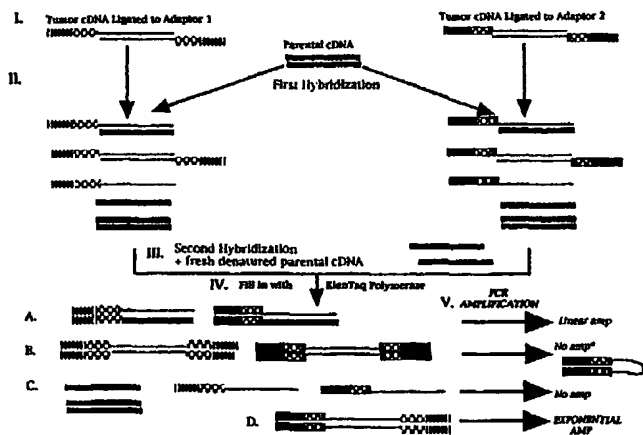 I.
Tumor cDNA Ligated to Adaptor 1
Tumor cDNA Ligated to Adaptor 2
Parental cDNA
II.
First Hybridization
III. Second Hybridization
+ fresh denatured parental cDNA
IV. Fill in with KlenTaq Polymerase
V. PCR
AMPLIFICATION
A.
Linear amp
B.
No amp*
C.
No amp
D.
EXPONENTIAL
AMP